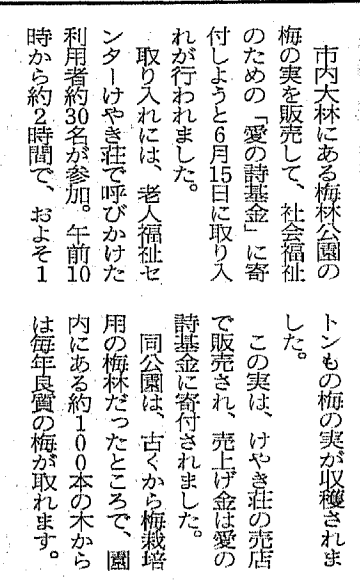 市内大林にある梅林公園の
梅の実を販売して、社会福祉
のための「愛の詩基金」に寄
付しようと6月15日に取り入
れが行われました。
取り入れには、老人福祉セ
ンターけやき荘で呼びかけた
利用者約30名が参加。午前10
時から約2時間で、およそ1
トンもの梅の実が収穫されま
した。
この実は、けやき荘の売店
で販売され、売上げ金は愛の
詩基金に寄付されました。
同公園は、古くから梅栽培
用の梅林だったところで、園
内にある約100本の木から
は毎年良質の梅が取れます。